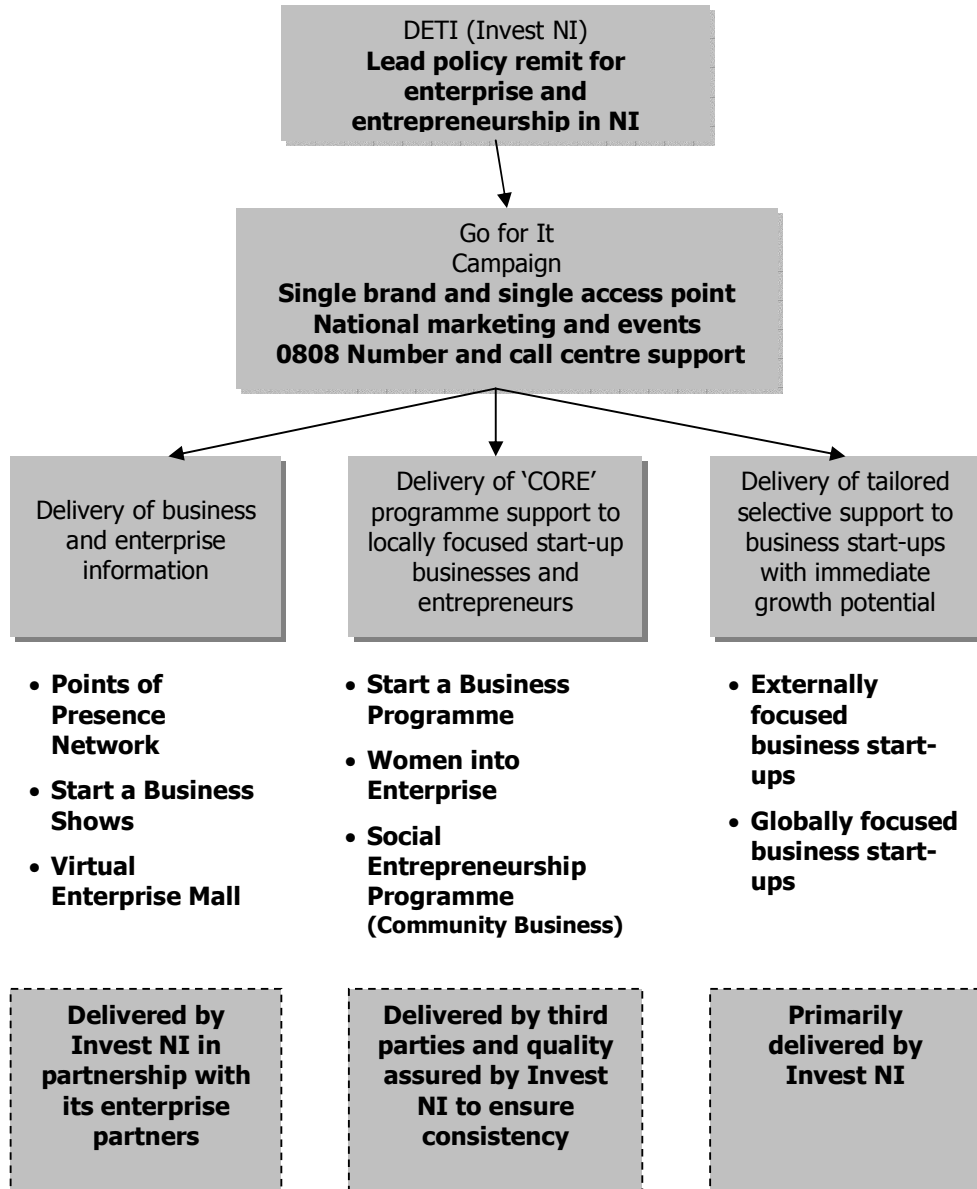 DETI (Invest NI)
Lead policy remit for
enterprise and
entrepreneurship in NI
Go for It
Campaign
Single brand and single access point
National marketing and events
0808 Number and call centre support
Delivery of business
and enterprise
information
Delivery of ‘CORE’
programme support to
locally focused start-up
businesses and
entrepreneurs
Delivery of tailored
selective support to
business start-ups
with immediate
growth potential
• Points of
Presence
Network
• Start a Business
Shows
• Virtual
Enterprise Mall
• Start a Business
Programme
• Women into
Enterprise
• Social
Entrepreneurship
Programme
(Community Business)
• Externally
focused
business start-
ups
• Globally focused
business start-
ups
Delivered by
Invest NI in
partnership with
its enterprise
partners
Delivered by third
parties and quality
assured by Invest
NI to ensure
consistency
Primarily
delivered by
Invest NI